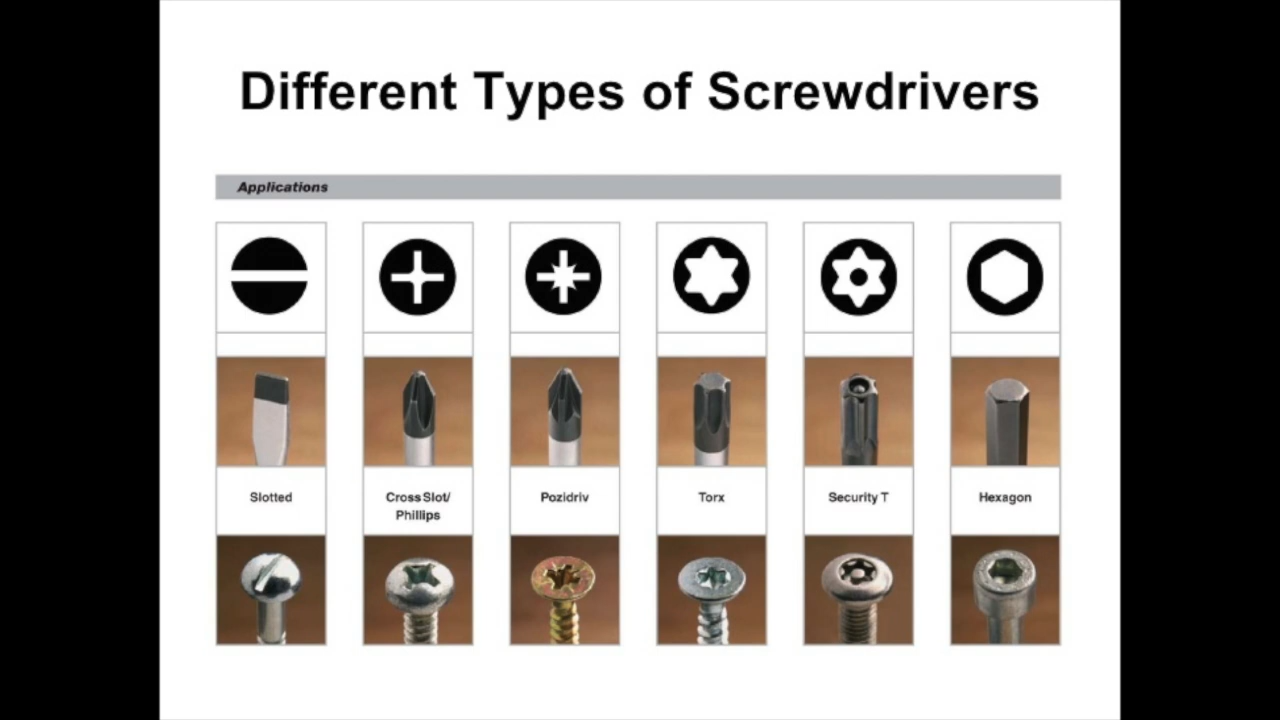 Different Types of Screwdrivers
Applications
Slotted
Cross Slot/
Phillips
Pozidriv
Torx
Security T
Hexagon